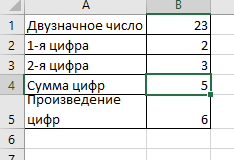 A B
1 Двузначное число 23
2 1-я цифра 2
3 2-я цифра 3
4 Сумма цифр 5
Произведение
5 цифр 6
6